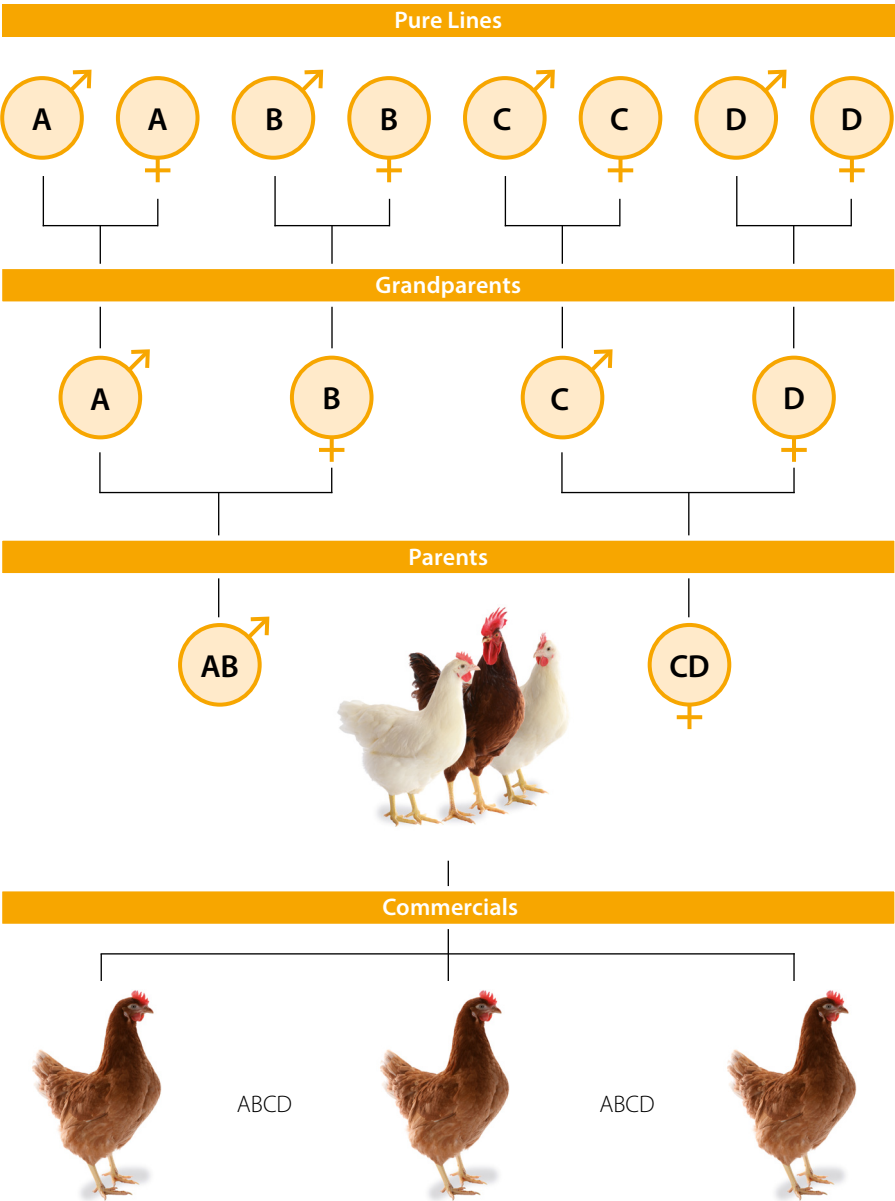 Pure Lines
A A B B C C D D
Grandparents
A B C D
Parents
AB CD
Commercials
ABCD ABCD